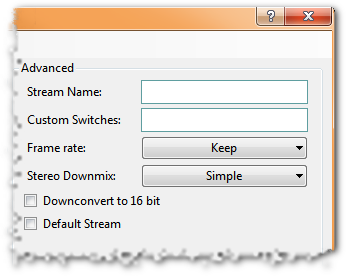 ?
Advanced
Stream Name:
Custom Switches:
Frame rate: Keep
Stereo Downmix: Simple
Downconvert to 16 bit
Default Stream